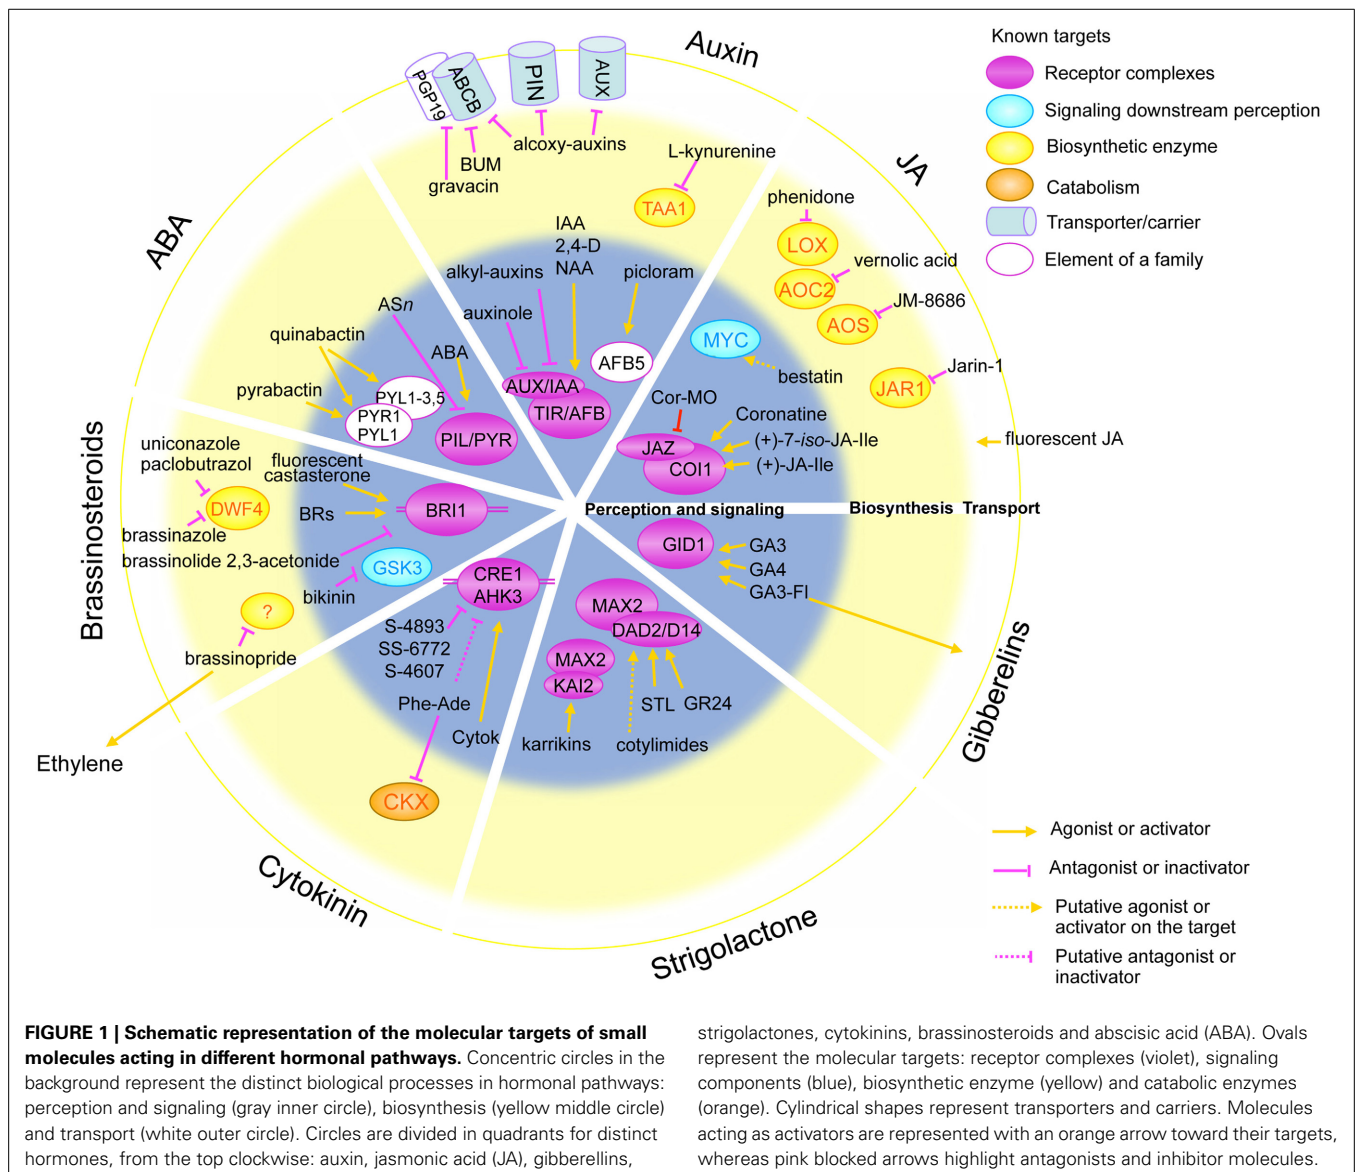 Auxin
JA
Gibberelins
Strigolactone
Cytokinin
Brassinosteroids
ABA
PGP19
ABCB
PIN
AUX
alcoxy-auxins
BUM
gravacin
L-kynurenine
TAA1
IAA
2,4-D
NAA
alkyl-auxins
auxinole
picloram
AFB5
AUX/IAA
TIR/AFB
phenidone
LOX
AOC2
vernolic acid
AOS
JM-8686
JAR1
Jarin-1
fluorescent JA
MYC
bestatin
Cor-MO
JAZ
COI1
Coronatine
(+)-7-iso-JA-Ile
(+)-JA-Ile
Perception and signaling
Biosynthesis
Transport
GID1
GA3
GA4
GA3-Fl
MAX2
DAD2/D14
MAX2
KAI2
STL
GR24
karrikins
cotylimides
CRE1
AHK3
S-4893
SS-6772
S-4607
Phe-Ade
Cytok
CKX
uniconazole
paclobutrazol
DWF4
brassinazole
brassinolide 2,3-acetonide
fluorescent
castasterone
BRs
BRI1
GSK3
bikinin
?
brassinopride
Ethylene
ASn
quinabactin
pyrabactin
ABA
PYL1-3,5
PYR1
PYL1
PIL/PYR
Known targets
Receptor complexes
Signaling downstream perception
Biosynthetic enzyme
Catabolism
Transporter/carrier
Element of a family
Agonist or activator
Antagonist or inactivator
Putative agonist or
activator on the target
Putative antagonist or
inactivator
FIGURE 1 | Schematic representation of the molecular targets of small
molecules acting in different hormonal pathways. Concentric circles in the
background represent the distinct biological processes in hormonal pathways:
perception and signaling (gray inner circle), biosynthesis (yellow middle circle)
and transport (white outer circle). Circles are divided in quadrants for distinct
hormones, from the top clockwise: auxin, jasmonic acid (JA), gibberellins,
strigolactones, cytokinins, brassinosteroids and abscisic acid (ABA). Ovals
represent the molecular targets: receptor complexes (violet), signaling
components (blue), biosynthetic enzyme (yellow) and catabolic enzymes
(orange). Cylindrical shapes represent transporters and carriers. Molecules
acting as activators are represented with an orange arrow toward their targets,
whereas pink blocked arrows highlight antagonists and inhibitor molecules.